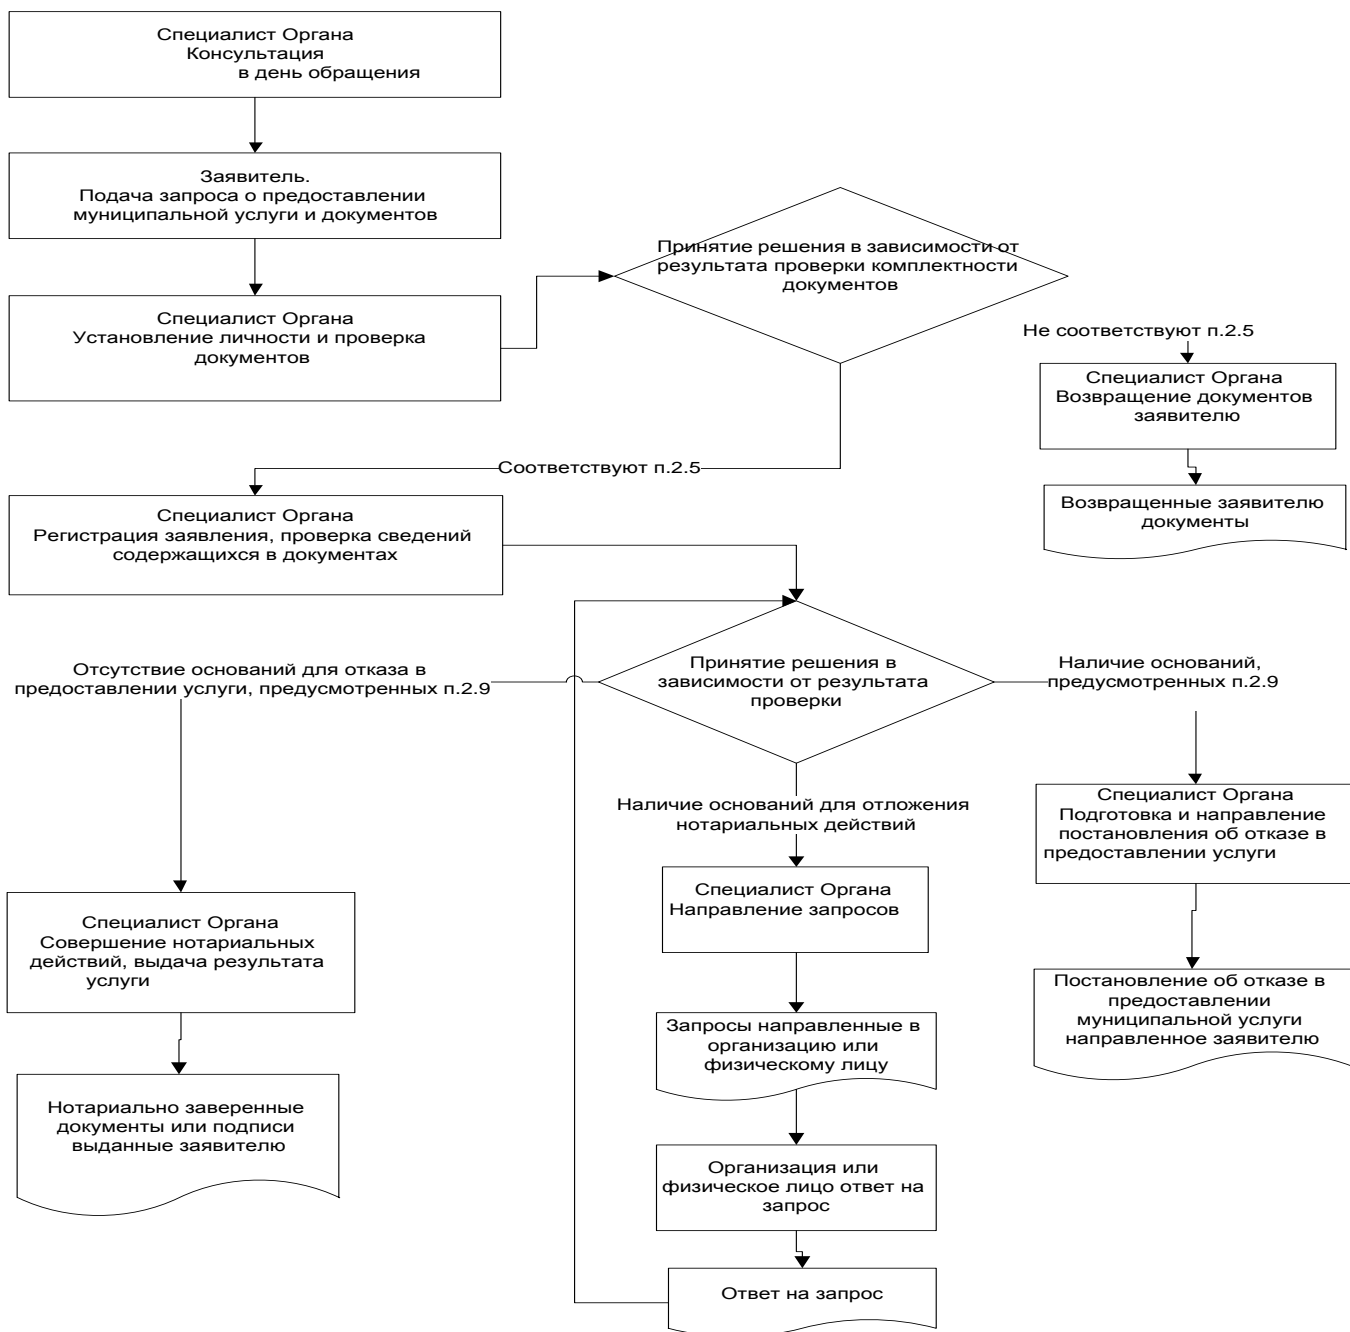 Специалист Органа
Консультация
в день обращения
Заявитель.
Подача запроса о предоставлении
муниципальной услуги и документов
Принятие решения в зависимости от
результата проверки комплектности
документов
Специалист Органа
Установление личности и проверка
документов
Не соответствуют п.2.5
Специалист Органа
Возвращение документов
заявителю
Соответствуют п.2.5
Возвращенные заявителю
документы
Специалист Органа
Регистрация заявления, проверка сведений
содержащихся в документах
Отсутствие оснований для отказа в
предоставлении услуги, предусмотренных п.2.9
Принятие решения в
зависимости от результата
проверки
Наличие оснований,
предусмотренных п.2.9
Наличие оснований для отложения
нотариальных действий
Специалист Органа
Подготовка и направление
постановления об отказе в
предоставлении услуги
Специалист Органа
Направление запросов
Специалист Органа
Совершение нотариальных
действий, выдача результата
услуги
Постановление об отказе в
предоставлении
муниципальной услуги
направленное заявителю
Запросы направленные в
организацию или
физическому лицу
Нотариально заверенные
документы или подписи
выданные заявителю
Организация или
физическое лицо ответ на
запрос
Ответ на запрос